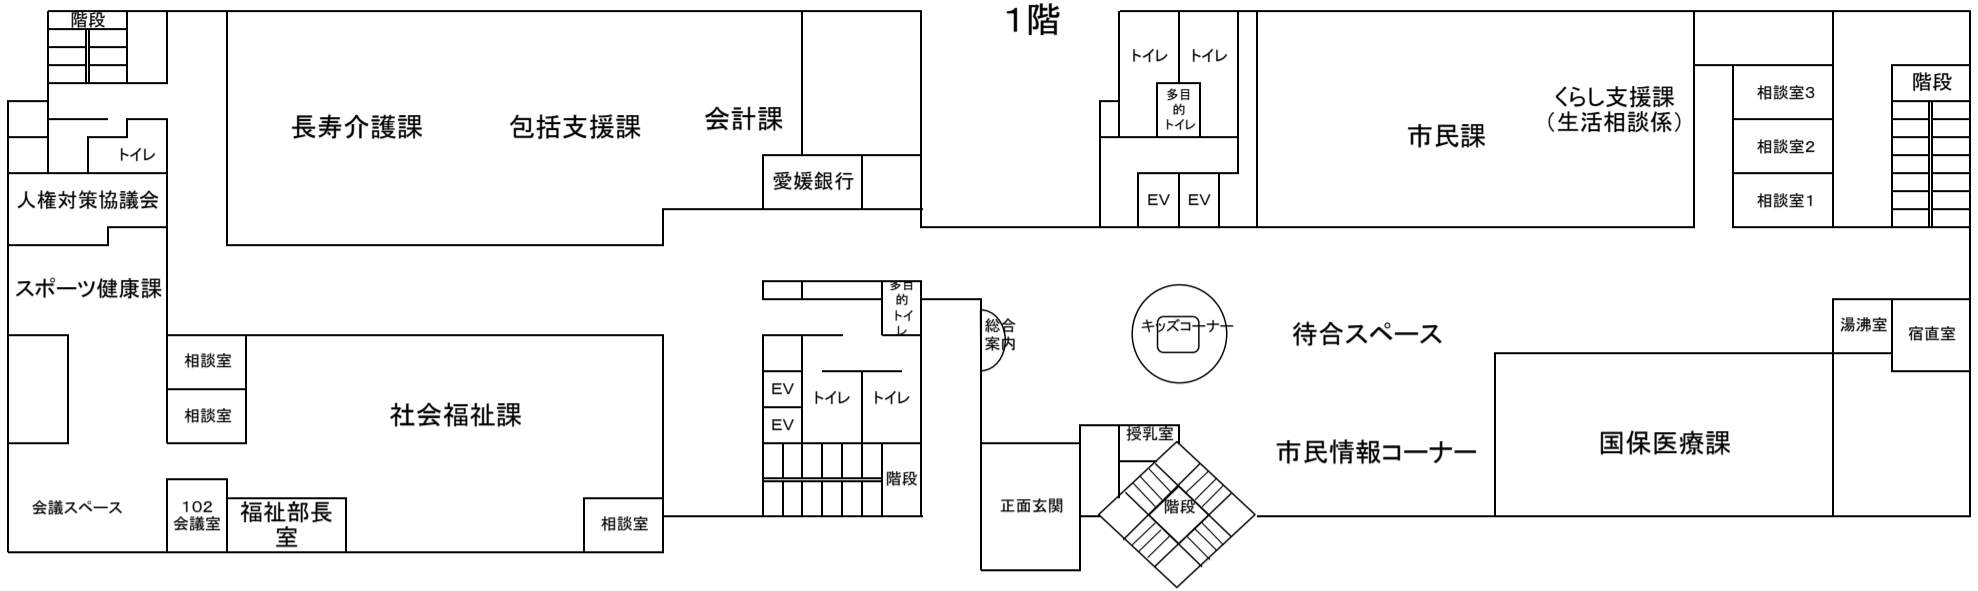 1階
階段
トイレ
人権対策協議会
スポーツ健康課
長寿介護課
包括支援課
会計課
愛媛銀行
トイレ
トイレ
多目
的
トイレ
EV
EV
市民課
くらし支援課
（生活相談係）
相談室3
相談室2
相談室1
階段
相談室
相談室
社会福祉課
会議スペース
102
会議室
福祉部長
室
相談室
多目
的
トイ
レ
EV
EV
トイレ
トイレ
階段
総合
案内
キッズコーナー
待合スペース
湯沸室
宿直室
正面玄関
授乳室
階段
市民情報コーナー
国保医療課